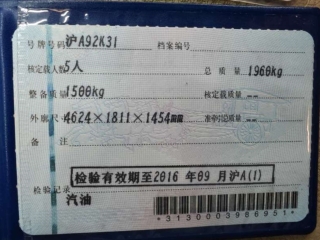 号牌号码 沪A92K31 档案编号
核定载人数 5人 总质量 1960kg
整备质量 1500kg 核定载质量 --
外廓尺寸 4624×1811×1454mm 准牵引总质量 --
备注
检验有效期至2016年09月沪A(1)
检验记录
汽油
*3130003986951*